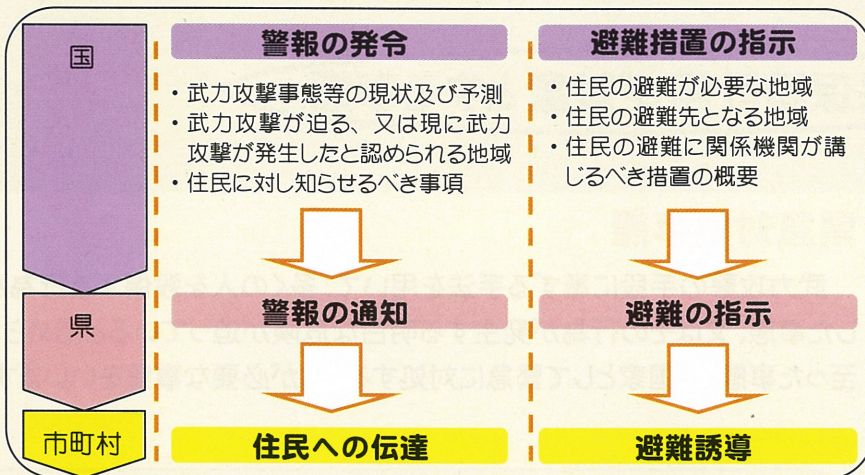 国
警報の発令
・武力攻撃事態等の現状及び予測
・武力攻撃が迫る、又は現に武力
攻撃が発生したと認められる地域
・住民に対し知らせるべき事項
避難措置の指示
・住民の避難が必要な地域
・住民の避難先となる地域
・住民の避難に関係機関が講
じるべき措置の概要
県
警報の通知
避難の指示
市町村
住民への伝達
避難誘導